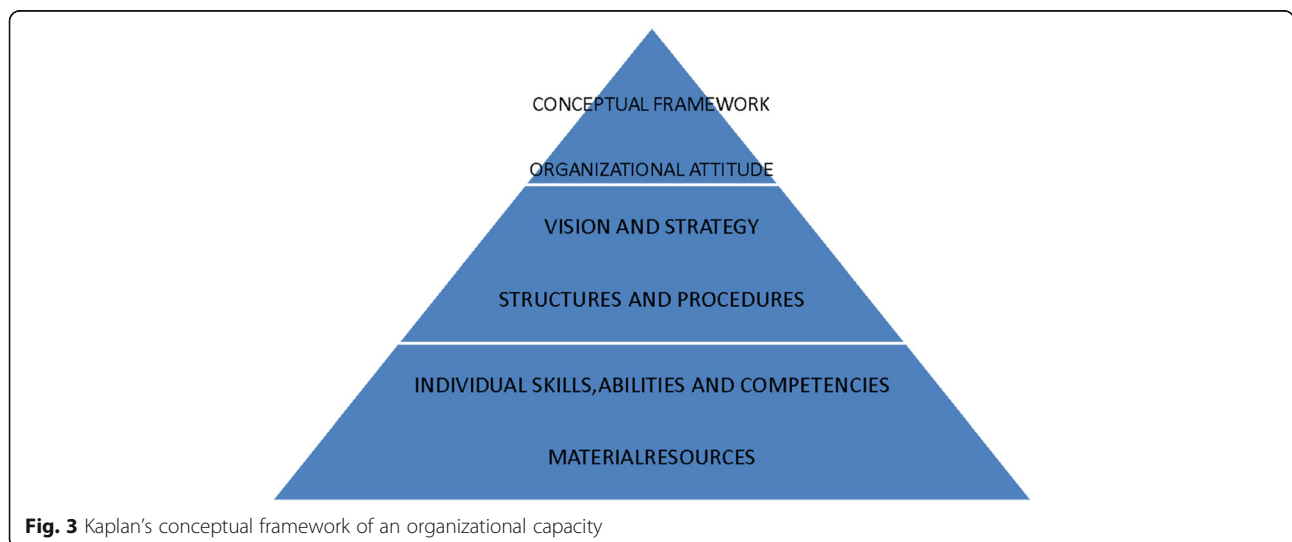 CONCEPTUAL FRAMEWORK
ORGANIZATIONAL ATTITUDE
VISION AND STRATEGY
STRUCTURES AND PROCEDURES
INDIVIDUAL SKILLS,ABILITIES AND COMPETENCIES
MATERIALRESOURCES
Fig. 3 Kaplan's conceptual framework of an organizational capacity